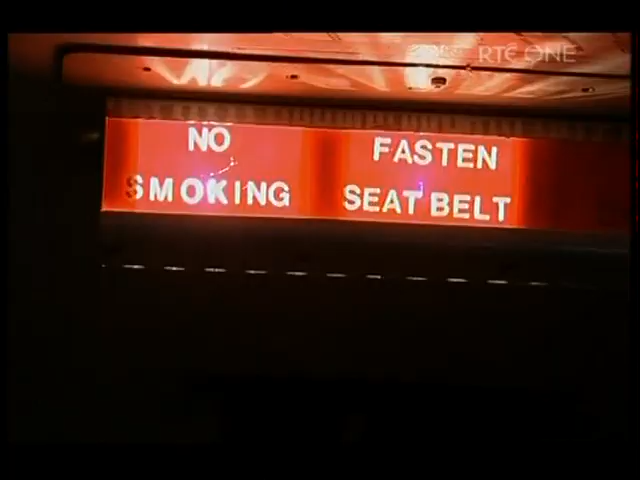 RTÉ ONE
NO
SMOKING
FASTEN
SEAT BELT